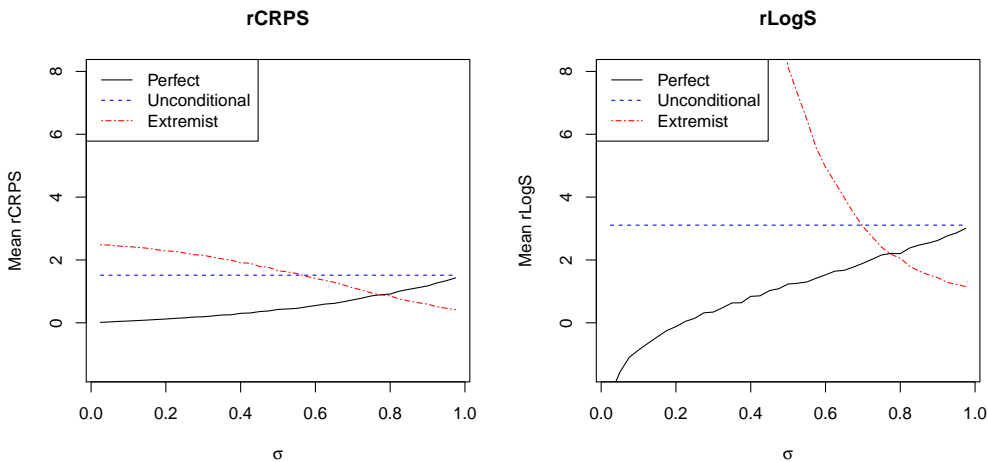 rCRPS
Perfect
Unconditional
Extremist
Mean rCRPS
8
6
4
2
0
0.0 0.2 0.4 0.6 0.8 1.0
σ
rLogS
Perfect
Unconditional
Extremist
Mean rLogS
8
6
4
2
0
0.0 0.2 0.4 0.6 0.8 1.0
σ